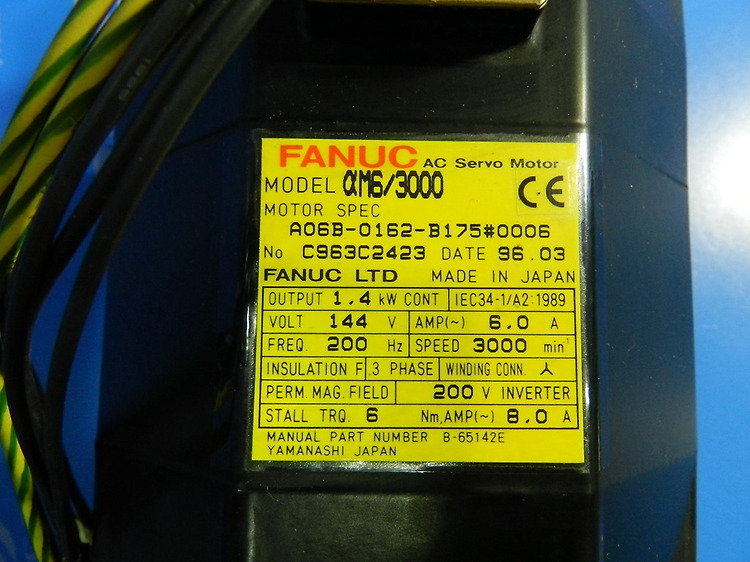 FANUC AC Servo Motor
MODEL αM6/3000
CE
MOTOR SPEC
A06B-0162-B175#0006
No C963C2423 DATE 96.03
FANUC LTD MADE IN JAPAN
OUTPUT 1.4 kW CONT IEC34-1/A2:1989
VOLT 144 V AMP(~) 6.0 A
FREQ. 200 Hz SPEED 3000 min⁻¹
INSULATION F 3 PHASE WINDING CONN. 人
PERM. MAG. FIELD 200 V INVERTER
STALL TRQ. 6 Nm, AMP(~) 8.0 A
MANUAL PART NUMBER B-65142E
YAMANASHI JAPAN